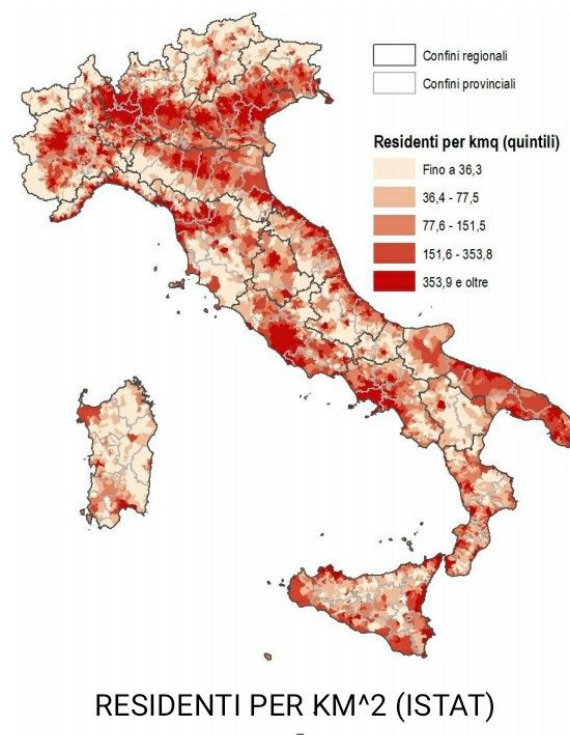 Confini regionali
Confini provinciali
Residenti per kmq (quintili)
Fino a 36,3
36,4 - 77,5
77,6 - 151,5
151,6 - 353,8
353,9 e oltre
RESIDENTI PER KM^2 (ISTAT)